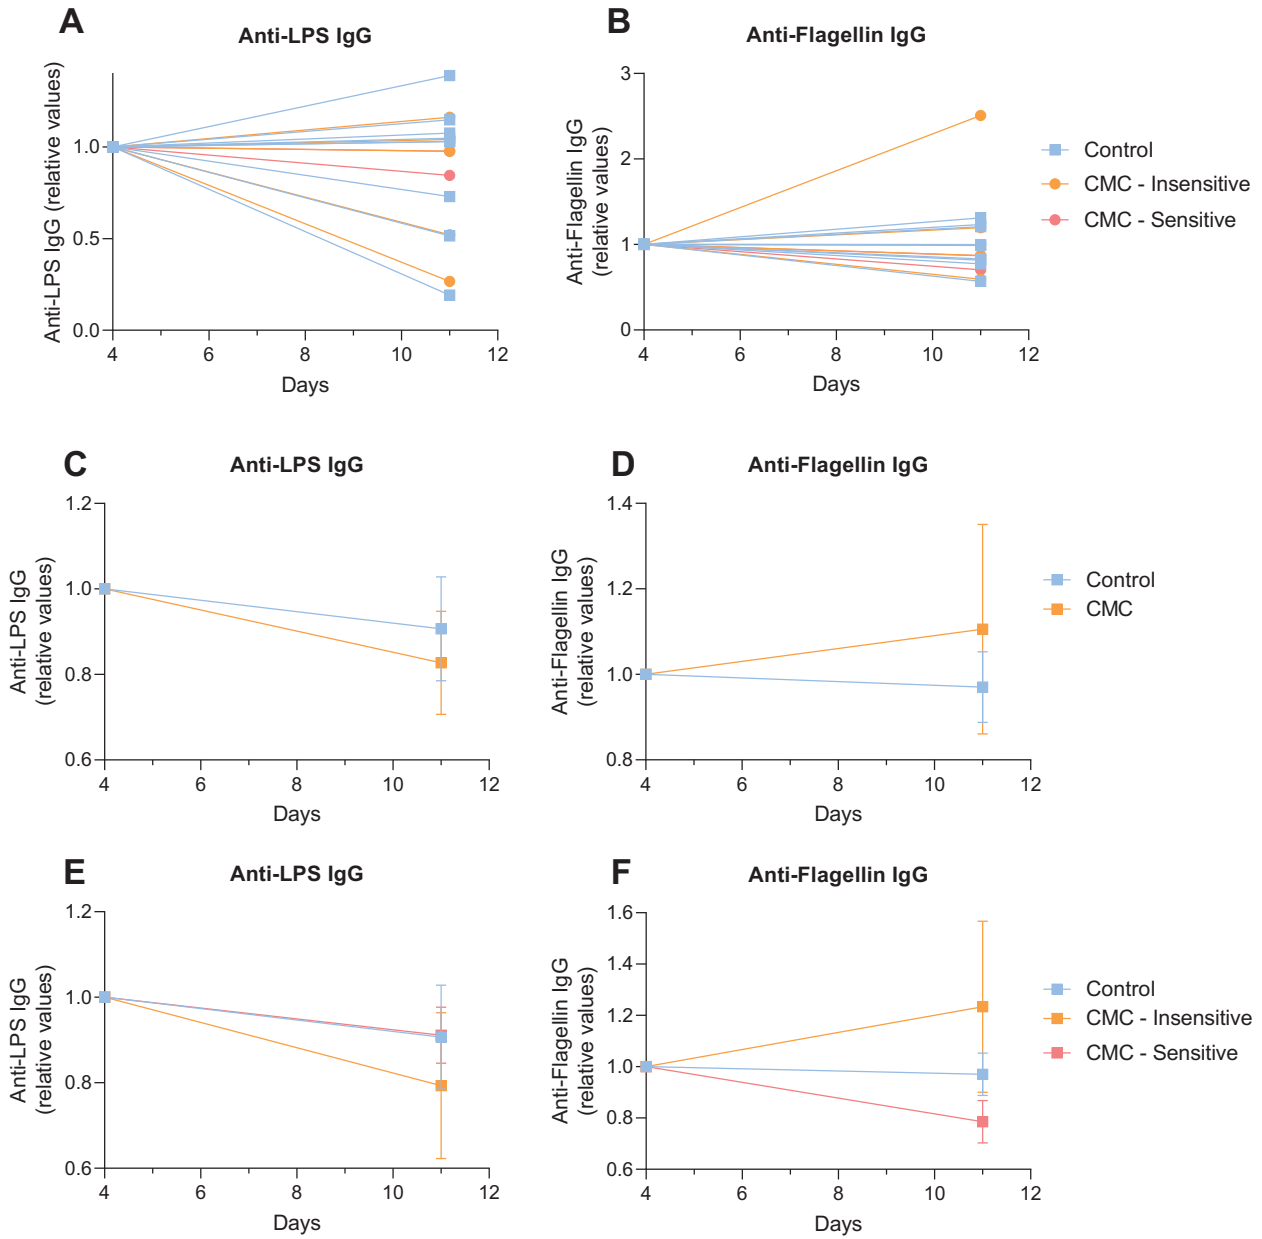 A
Anti-LPS IgG
Anti-LPS IgG (relative values)
1.0
0.5
0.0
4 6 8 10 12
Days
B
Anti-Flagellin IgG
Anti-Flagellin IgG
(relative values)
3
2
1
0
4 6 8 10 12
Days
Control
CMC - Insensitive
CMC - Sensitive
C
Anti-LPS IgG
Anti-LPS IgG
(relative values)
1.2
1.0
0.8
0.6
4 6 8 10 12
Days
D
Anti-Flagellin IgG
Anti-Flagellin IgG
(relative values)
1.4
1.2
1.0
0.8
4 6 8 10 12
Days
Control
CMC
E
Anti-LPS IgG
Anti-LPS IgG
(relative values)
1.2
1.0
0.8
0.6
4 6 8 10 12
Days
F
Anti-Flagellin IgG
Anti-Flagellin IgG
(relative values)
1.6
1.4
1.2
1.0
0.8
0.6
4 6 8 10 12
Days
Control
CMC - Insensitive
CMC - Sensitive